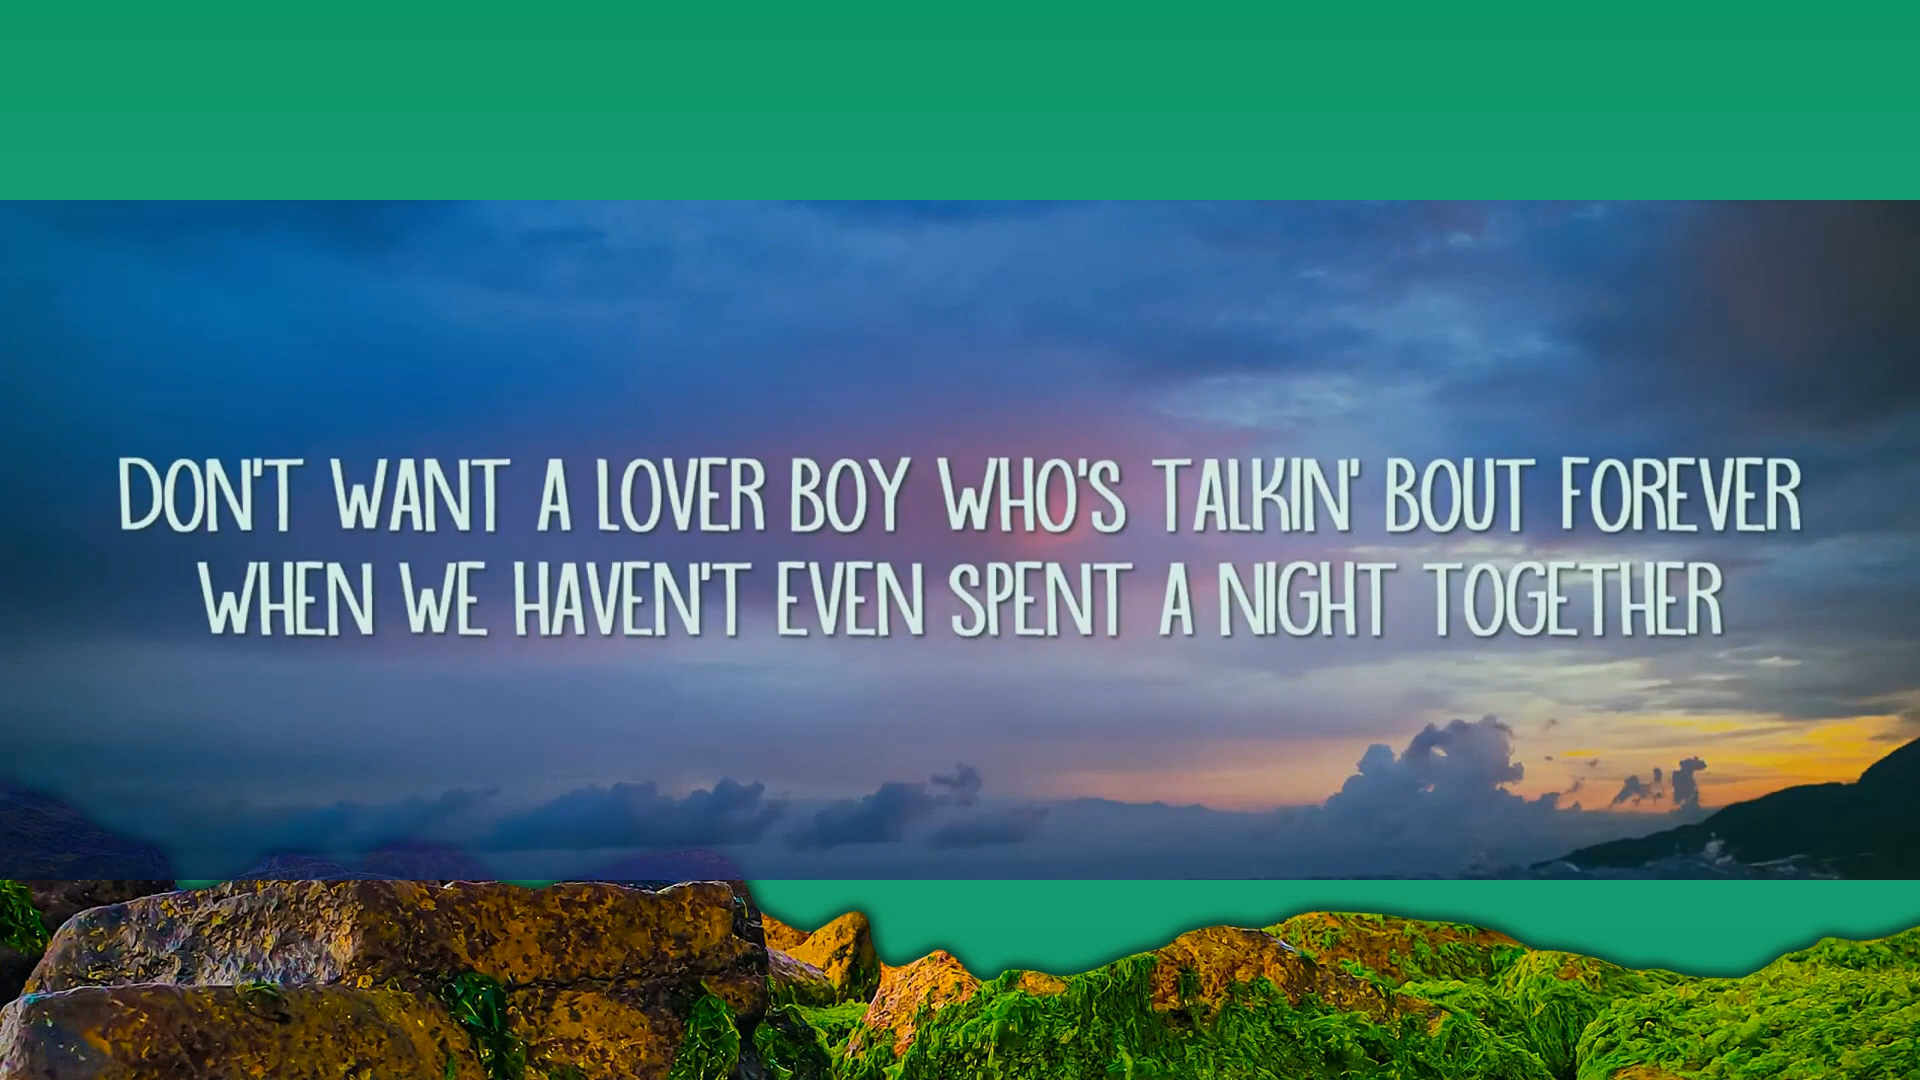 DON'T WANT A LOVER BOY WHO'S TALKIN' BOUT FOREVER
WHEN WE HAVEN'T EVEN SPENT A NIGHT TOGETHER